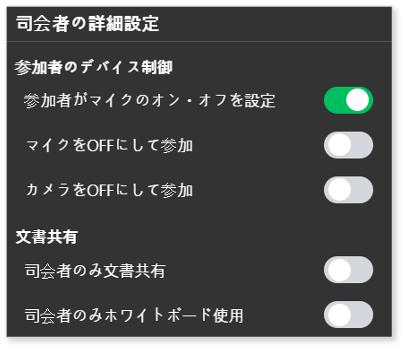 司会者の詳細設定
参加者のデバイス制御
参加者がマイクのオン・オフを設定
マイクをOFFにして参加
カメラをOFFにして参加
文書共有
司会者のみ文書共有
司会者のみホワイトボード使用